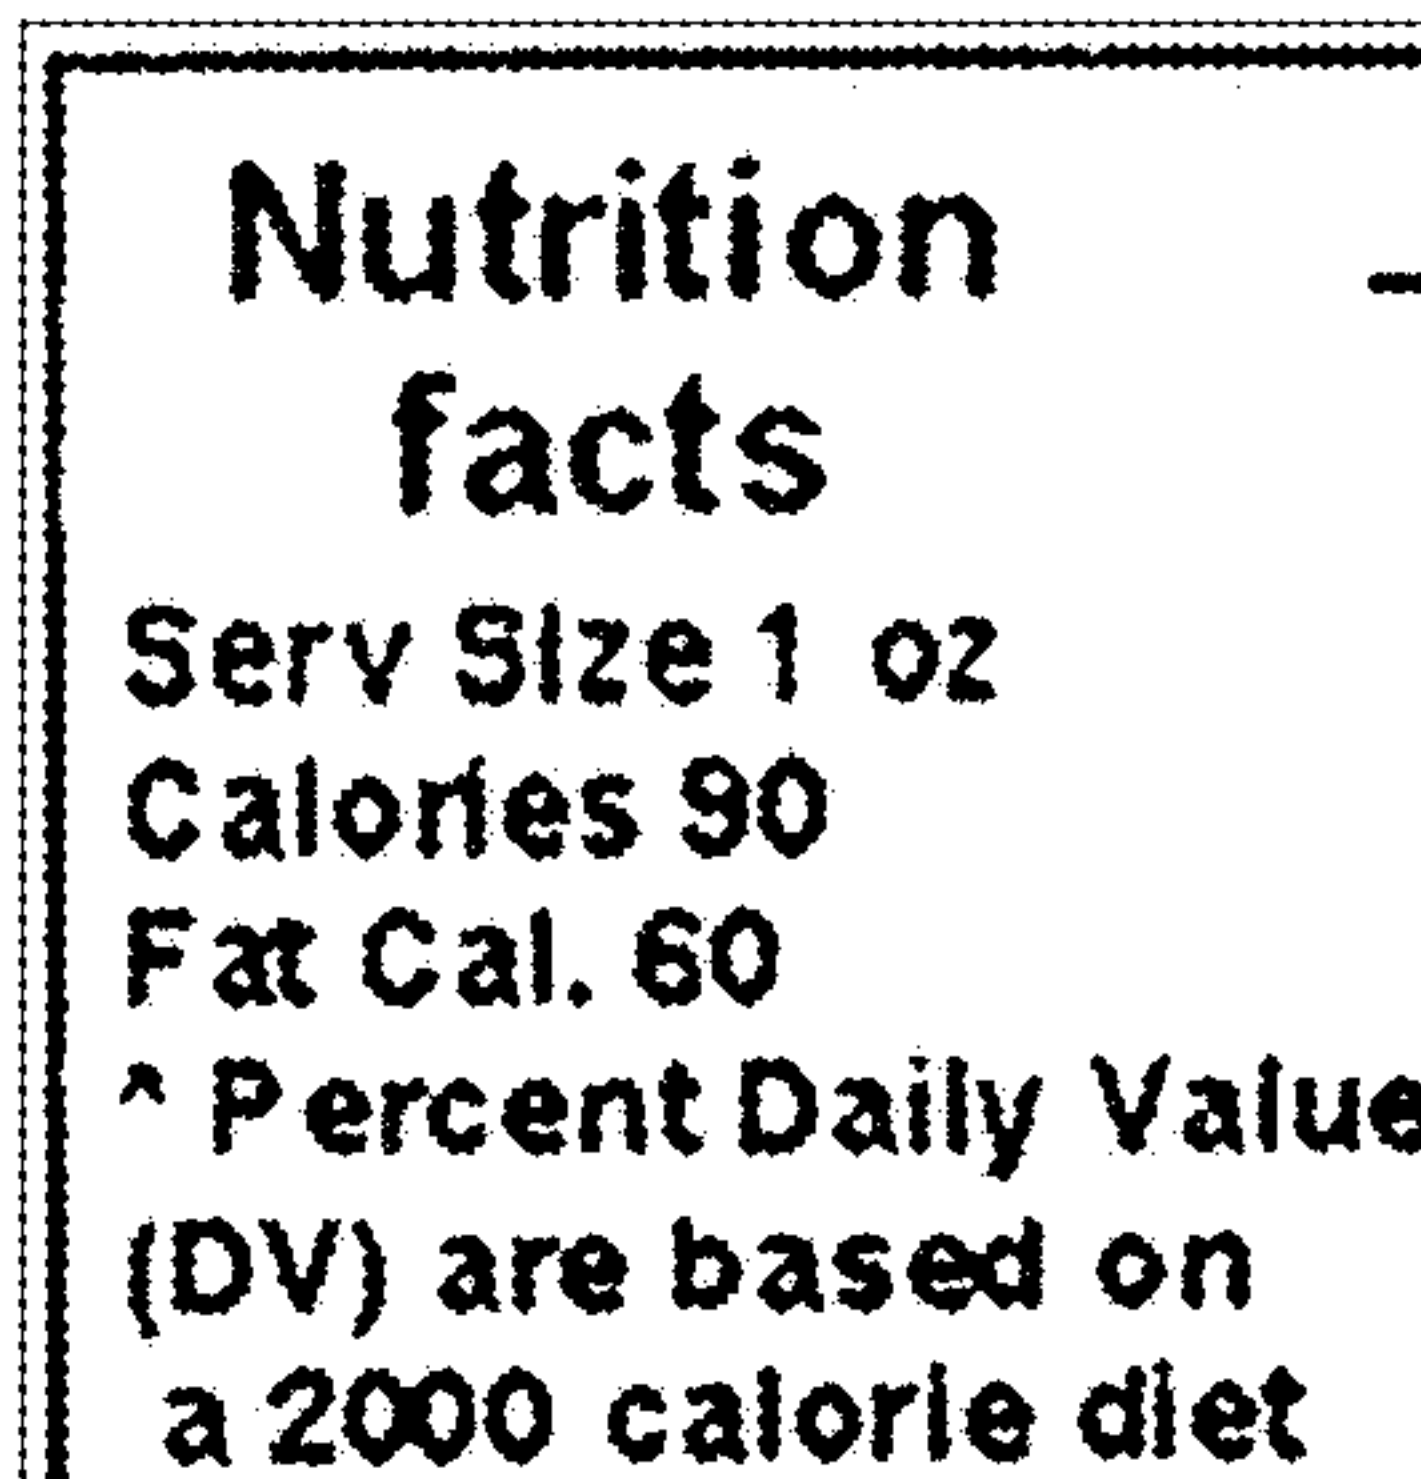 Nutrition
facts
Serv Size 1 oz
Calories 90
Fat Cal. 60
^ Percent Daily Value
(DV) are based on
a 2000 calorie diet